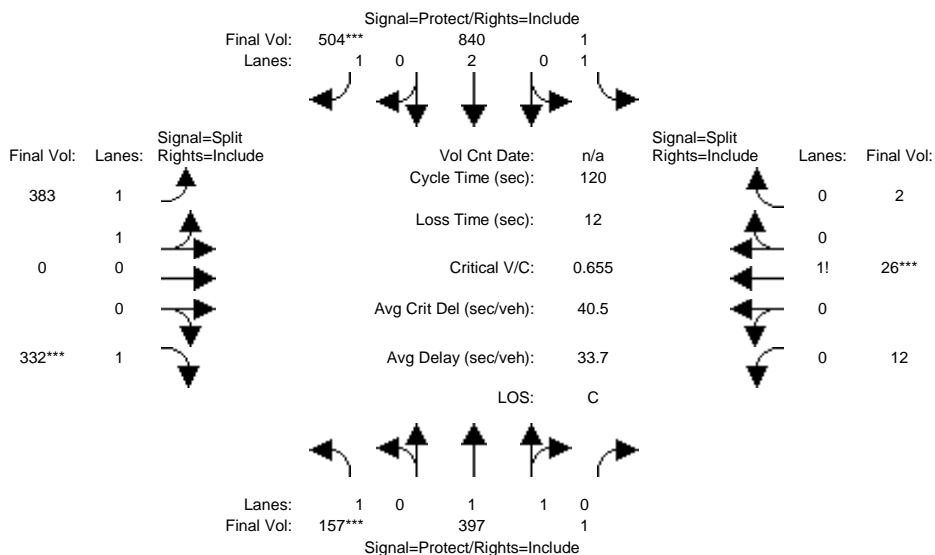 Signal=Protect/Rights=Include
Final Vol: 504*** 840 1
Lanes: 1 0 2 0 1
Signal=Split
Final Vol: Lanes: Rights=Include
Vol Cnt Date: n/a
Signal=Split
Rights=Include Lanes: Final Vol:
383 1
Cycle Time (sec): 120
0 2
Loss Time (sec): 12
1
0
0 0
Critical V/C: 0.655
1! 26***
0
Avg Crit Del (sec/veh): 40.5
0
332*** 1
Avg Delay (sec/veh): 33.7
0 12
LOS: C
Lanes: 1 0 1 1 0
Final Vol: 157*** 397 1
Signal=Protect/Rights=Include